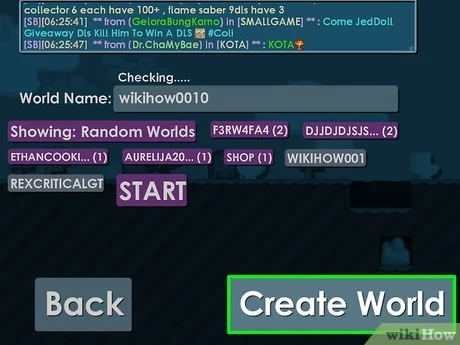 collector 6 each have 100+ , flame saber 9dls have 3
[SB][06:25:41] ** from (GeloraBungKarno) in [SMALLGAME] ** : Come JedDoll
Giveaway Dls Kill Him To Win A DLS #Coli
[SB][06:25:47] ** from (Dr.ChaMyBae) in [KOTA] ** : KOTA
Checking.....
World Name: wikihow0010
Showing: Random Worlds F3RW4FA4 (2) DJJDJDJSJS... (2)
ETHANCOOKI... (1) AURELIJA20... (1) SHOP (1) WIKIHOW001
REXCRITICALGT START
Back Create World
wikiHow